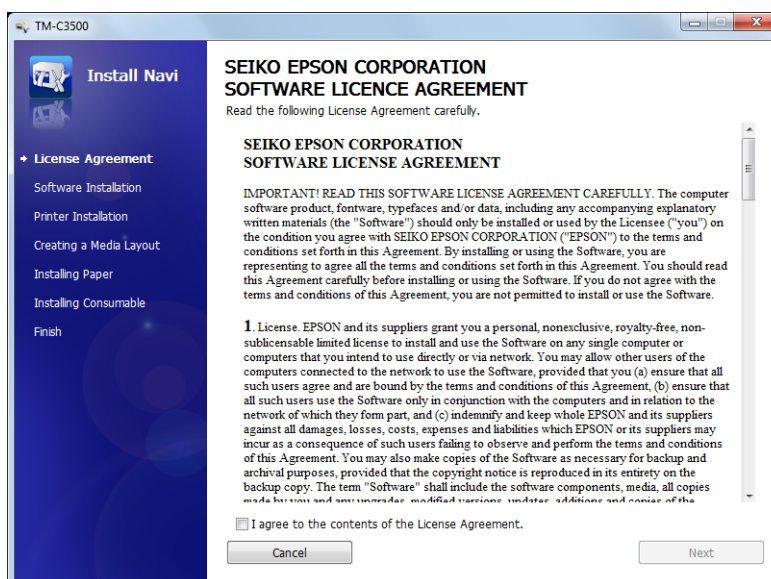 TM-C3500
Install Navi
License Agreement
Software Installation
Printer Installation
Creating a Media Layout
Installing Paper
Installing Consumable
Finish
SEIKO EPSON CORPORATION
SOFTWARE LICENCE AGREEMENT
Read the following License Agreement carefully.
SEIKO EPSON CORPORATION
SOFTWARE LICENSE AGREEMENT
IMPORTANT! READ THIS SOFTWARE LICENSE AGREEMENT CAREFULLY. The computer
software product, fontware, typefaces and/or data, including any accompanying explanatory
written materials (the "Software") should only be installed or used by the Licensee ("you") on
the condition you agree with SEIKO EPSON CORPORATION ("EPSON") to the terms and
conditions set forth in this Agreement. By installing or using the Software, you are
representing to agree all the terms and conditions set forth in this Agreement. You should read
this Agreement carefully before installing or using the Software. If you do not agree with the
terms and conditions of this Agreement, you are not permitted to install or use the Software.
1. License. EPSON and its suppliers grant you a personal, nonexclusive, royalty-free, non-
sublicensable limited license to install and use the Software on any single computer or
computers that you intend to use directly or via network. You may allow other users of the
computers connected to the network to use the Software, provided that you (a) ensure that all
such users agree and are bound by the terms and conditions of this Agreement, (b) ensure that
all such users use the Software only in conjunction with the computers and in relation to the
network of which they form part, and (c) indemnify and keep whole EPSON and its suppliers
against all damages, losses, costs, expenses and liabilities which EPSON or its suppliers may
incur as a consequence of such users failing to observe and perform the terms and conditions
of this Agreement. You may also make copies of the Software as necessary for backup and
archival purposes, provided that the copyright notice is reproduced in its entirety on the
backup copy. The term "Software" shall include the software components, media, all copies
made by you and any upgrades, modified versions, updates, additions and copies of the
I agree to the contents of the License Agreement.
Cancel
Next